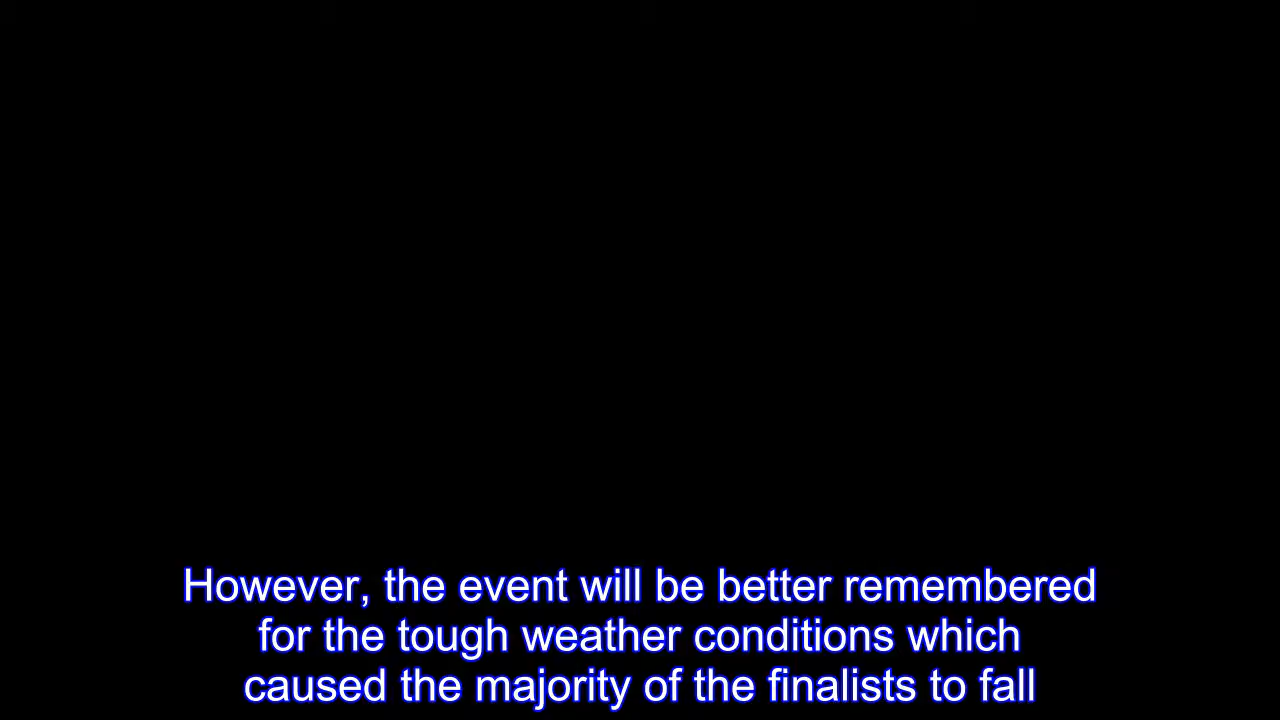 However, the event will be better remembered
for the tough weather conditions which
caused the majority of the finalists to fall